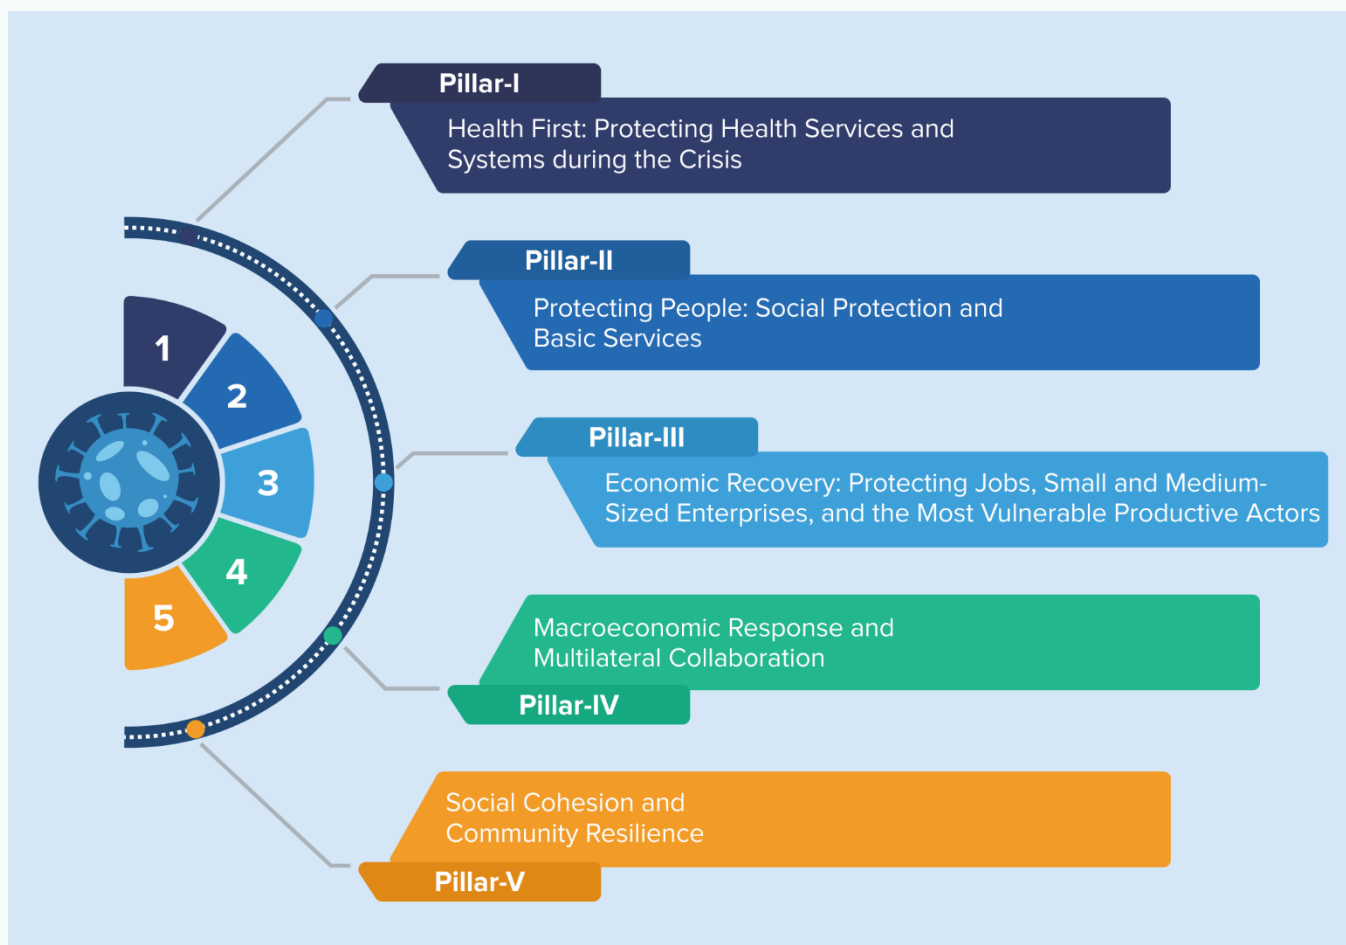 Pillar-I
Health First: Protecting Health Services and
Systems during the Crisis
Pillar-II
Protecting People: Social Protection and
Basic Services
1
2
3
4
5
Pillar-III
Economic Recovery: Protecting Jobs, Small and Medium-
Sized Enterprises, and the Most Vulnerable Productive Actors
Macroeconomic Response and
Multilateral Collaboration
Pillar-IV
Social Cohesion and
Community Resilience
Pillar-V